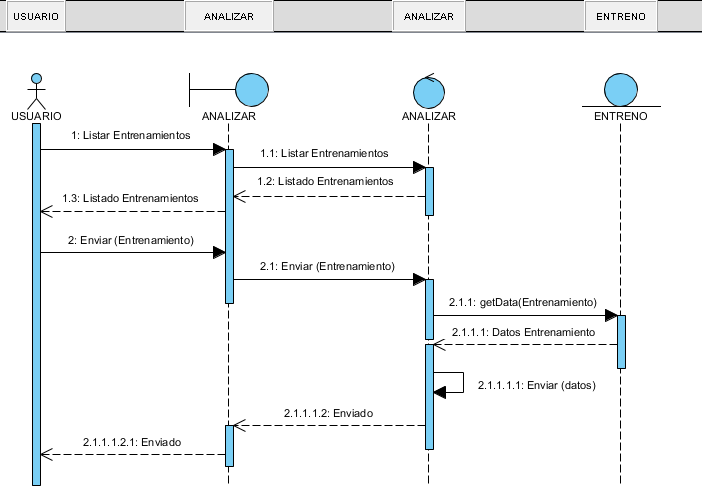 USUARIO
ANALIZAR
ANALIZAR
ENTRENO
USUARIO
ANALIZAR
ANALIZAR
ENTRENO
1: Listar Entrenamientos
1.1: Listar Entrenamientos
1.2: Listado Entrenamientos
1.3: Listado Entrenamientos
2: Enviar (Entrenamiento)
2.1: Enviar (Entrenamiento)
2.1.1: getData(Entrenamiento)
2.1.1.1: Datos Entrenamiento
2.1.1.1.1: Enviar (datos)
2.1.1.1.2: Enviado
2.1.1.1.2.1: Enviado